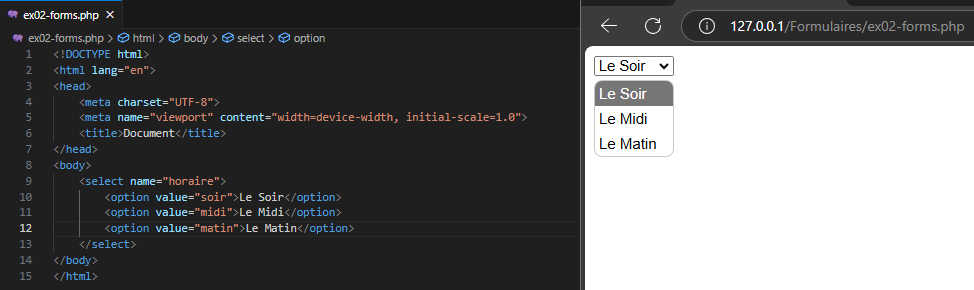 ex02-forms.php
ex02-forms.php > html > body > select > option
1 <!DOCTYPE html>
2 <html lang="en">
3 <head>
4 <meta charset="UTF-8">
5 <meta name="viewport" content="width=device-width, initial-scale=1.0">
6 <title>Document</title>
7 </head>
8 <body>
9 <select name="horaire">
10 <option value="soir">Le Soir</option>
11 <option value="midi">Le Midi</option>
12 <option value="matin">Le Matin</option>
13 </select>
14 </body>
15 </html>
127.0.0.1/Formulaires/ex02-forms.php
Le Soir
Le Soir
Le Midi
Le Matin